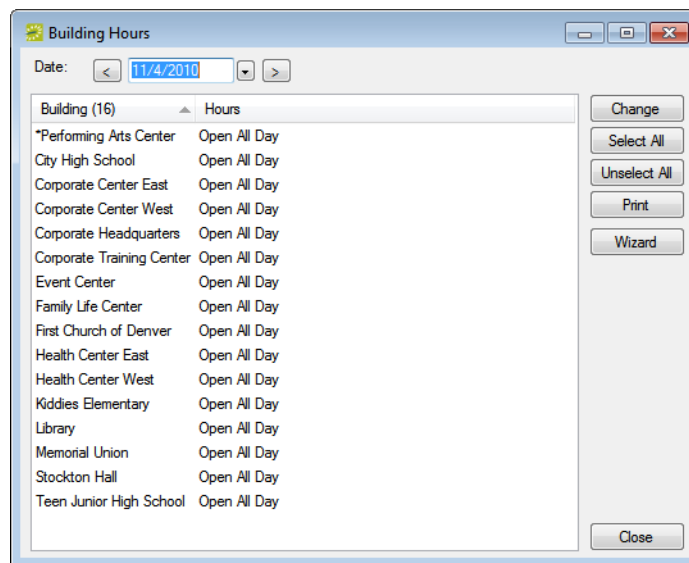 Building Hours
Date: < 11/4/2010 >
Building (16) Hours
*Performing Arts Center Open All Day
City High School Open All Day
Corporate Center East Open All Day
Corporate Center West Open All Day
Corporate Headquarters Open All Day
Corporate Training Center Open All Day
Event Center Open All Day
Family Life Center Open All Day
First Church of Denver Open All Day
Health Center East Open All Day
Health Center West Open All Day
Kiddies Elementary Open All Day
Library Open All Day
Memorial Union Open All Day
Stockton Hall Open All Day
Teen Junior High School Open All Day
Change
Select All
Unselect All
Print
Wizard
Close